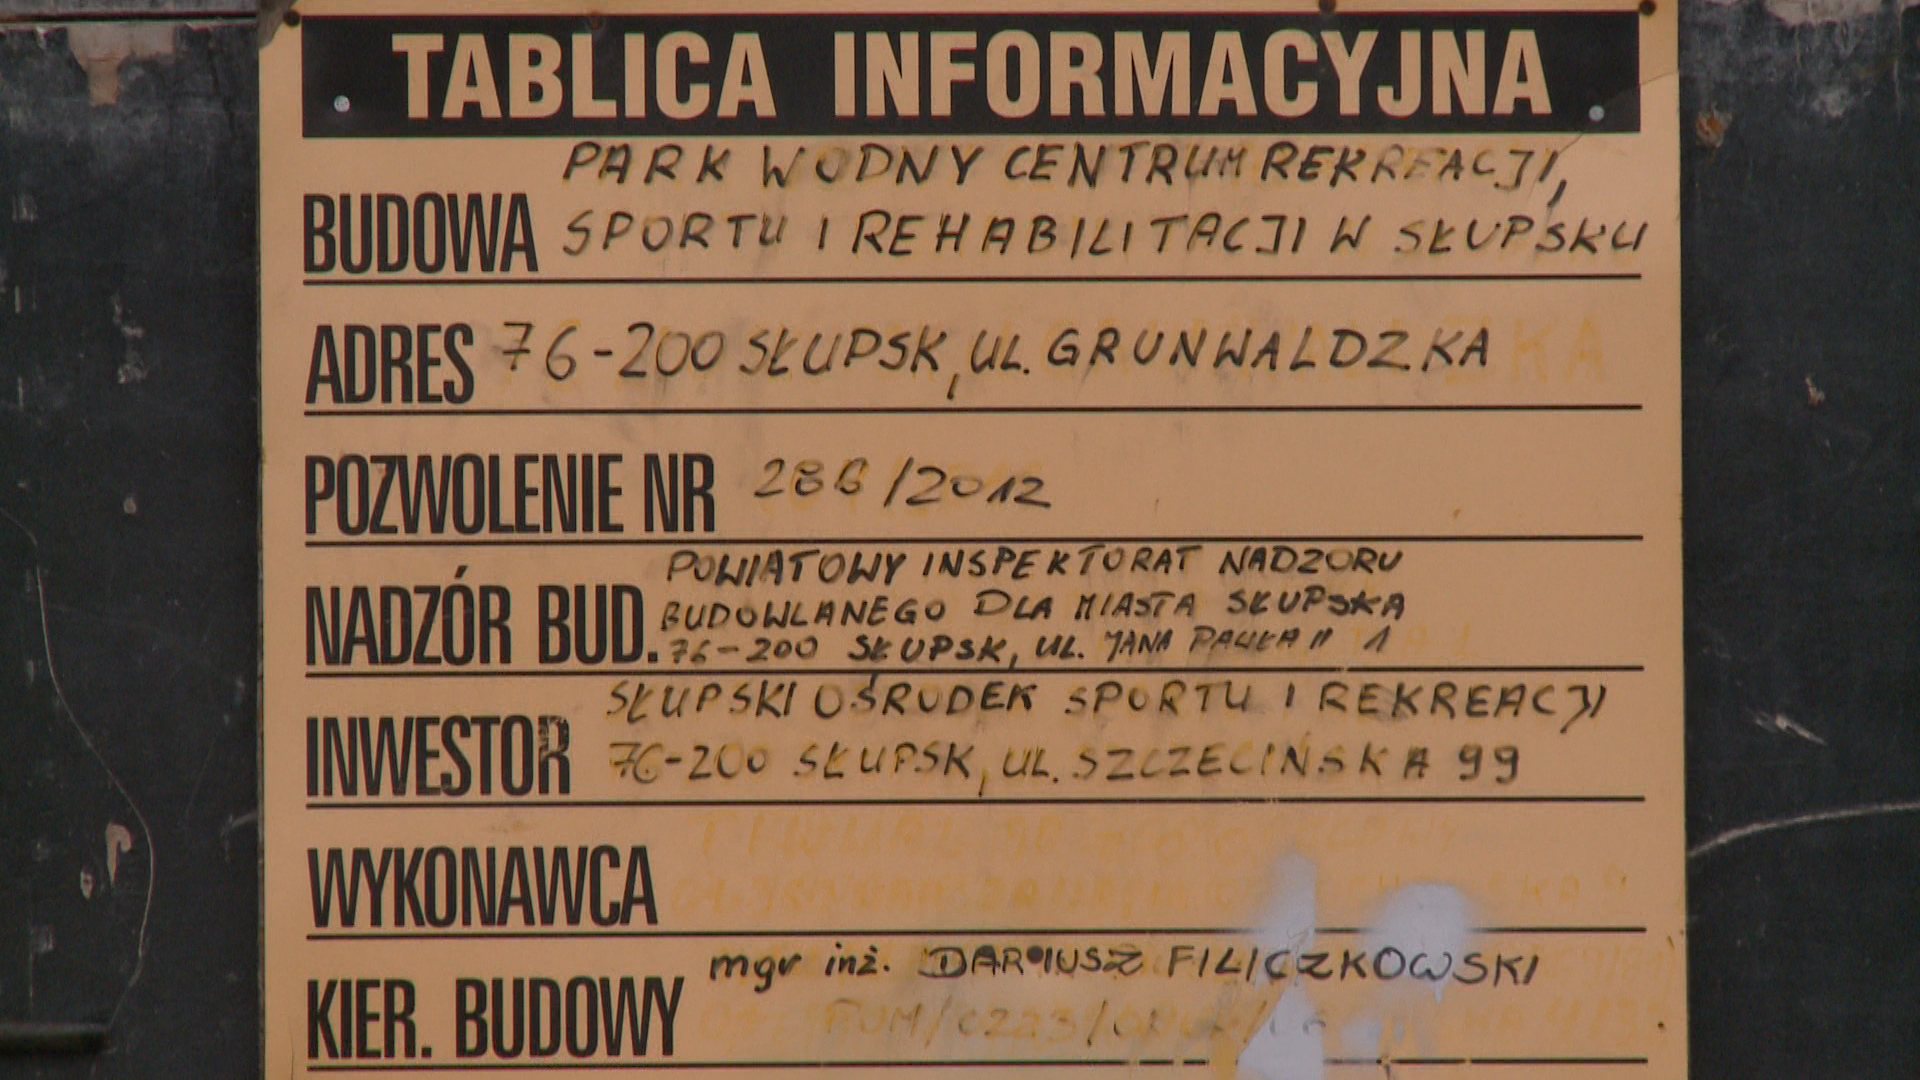 TABLICA INFORMACYJNA
PARK WODNY CENTRUM REKREACJI,
BUDOWA SPORTU I REHABILITACJI W SŁUPSKU
ADRES 76-200 SŁUPSK, UL. GRUNWALDZKA
POZWOLENIE NR 286/2012
POWIATOWY INSPEKTORAT NADZORU
NADZÓR BUD. BUDOWLANEGO DLA MIASTA SŁUPSKA
76-200 SŁUPSK, UL. JANA PAWŁA II 1
SŁUPSKI OŚRODEK SPORTU I REKREACJI
INWESTOR 76-200 SŁUPSK, UL. SZCZECIŃSKA 99
WYKONAWCA
mgr inż. DARIUSZ FILICZKOWSKI
KIER. BUDOWY